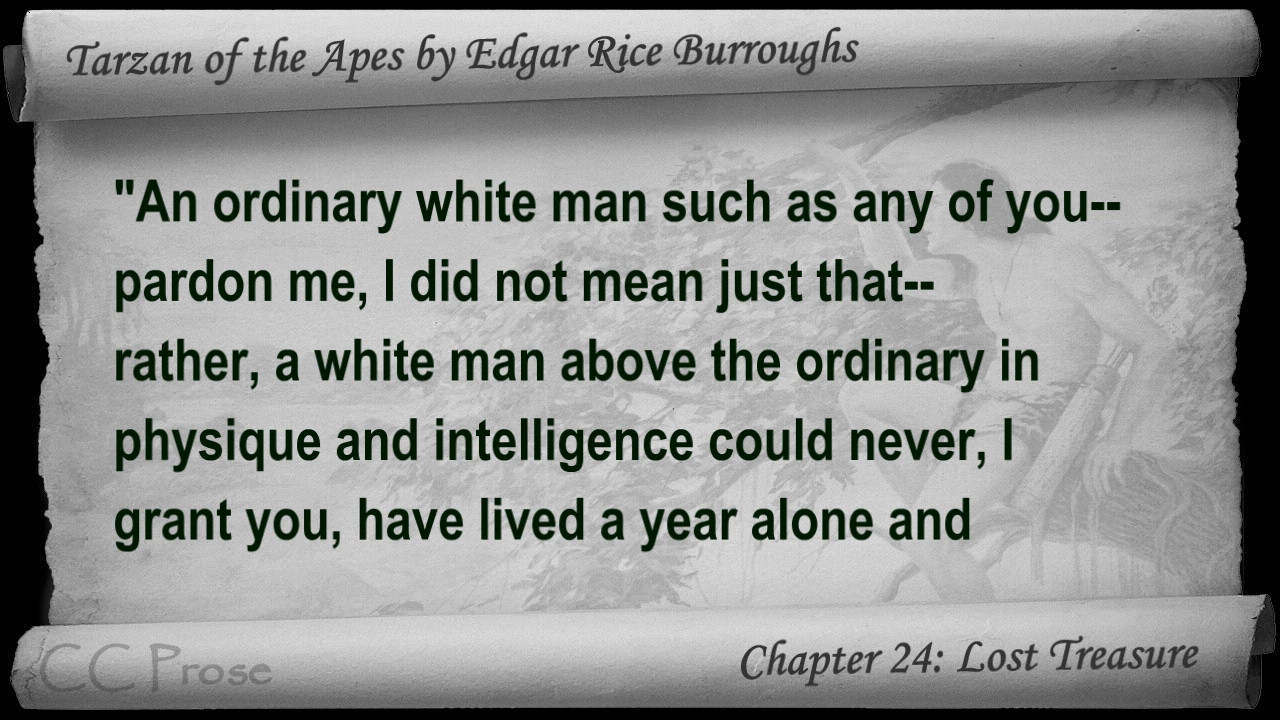 Tarzan of the Apes by Edgar Rice Burroughs
"An ordinary white man such as any of you--
pardon me, I did not mean just that--
rather, a white man above the ordinary in
physique and intelligence could never, I
grant you, have lived a year alone and
CC Prose
Chapter 24: Lost Treasure